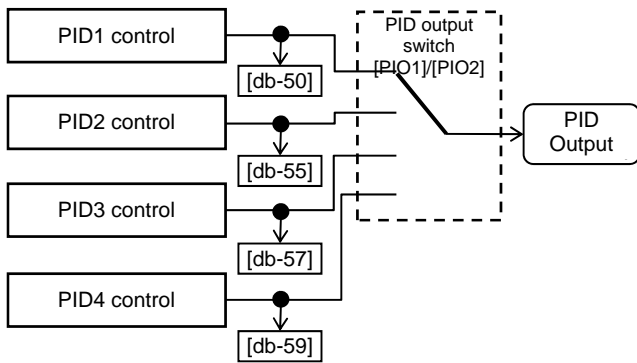 PID1 control
[db-50]
PID output
switch
[PIO1]/[PIO2]
PID2 control
[db-55]
PID
Output
PID3 control
[db-57]
PID4 control
[db-59]